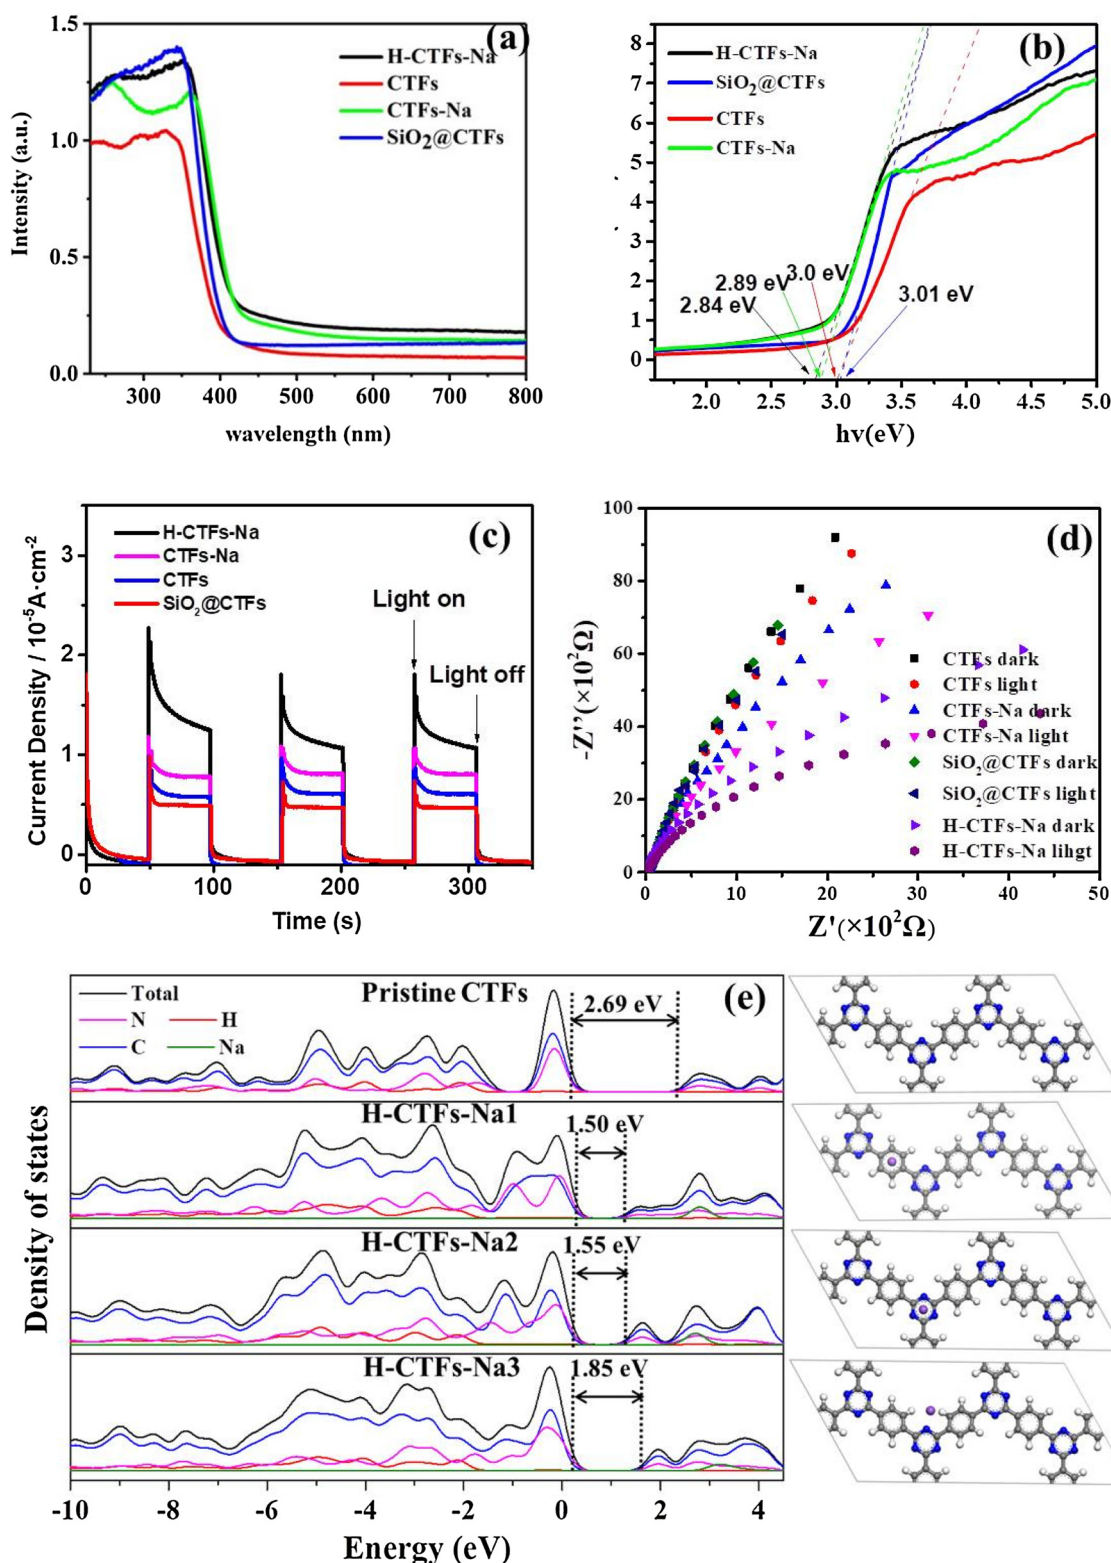 (a)
H-CTFs-Na
CTFs
CTFs-Na
SiO₂@CTFs
1.5
1.0
0.5
0.0
Intensity (a.u.)
300 400 500 600 700 800
wavelength (nm)
(b)
H-CTFs-Na
SiO₂@CTFs
CTFs
CTFs-Na
8
7
6
5
4
3
2
1
0
3.0 eV
2.89 eV
2.84 eV
3.01 eV
2.0 2.5 3.0 3.5 4.0 4.5 5.0
hν(eV)
(c)
H-CTFs-Na
CTFs-Na
CTFs
SiO₂@CTFs
Light on
Light off
3
2
1
0
Current Density / 10⁻⁵A·cm⁻²
0 100 200 300
Time (s)
(d)
100
80
60
40
20
0
-Z''(×10²Ω)
CTFs dark
CTFs light
CTFs-Na dark
CTFs-Na light
SiO₂@CTFs dark
SiO₂@CTFs light
H-CTFs-Na dark
H-CTFs-Na lihgt
0 10 20 30 40 50
Z'(×10²Ω)
(e)
Total
N H
C Na
Pristine CTFs
2.69 eV
H-CTFs-Na1
1.50 eV
H-CTFs-Na2
1.55 eV
H-CTFs-Na3
1.85 eV
Density of states
-10 -8 -6 -4 -2 0 2 4
Energy (eV)